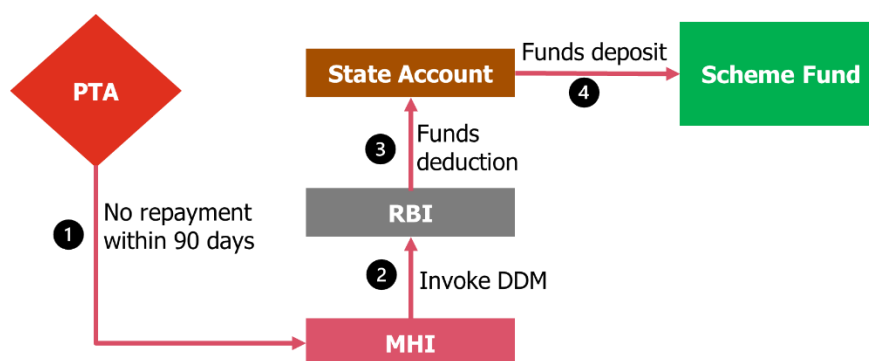 PTA
1
No repayment
within 90 days
MHI
2
Invoke DDM
RBI
3
Funds
deduction
State Account
Funds deposit
4
Scheme Fund